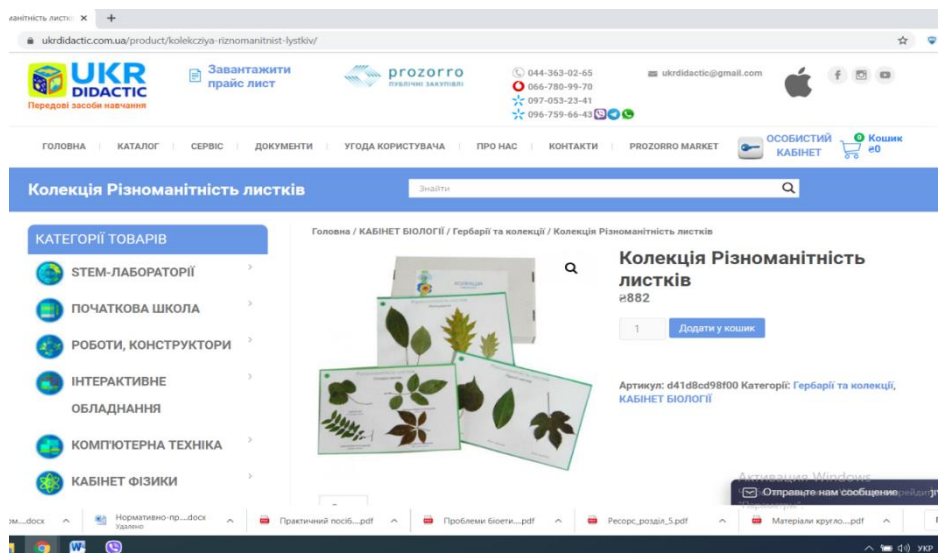 манітність листкі
ukrdidactic.com.ua/product/kolekcziya-riznomanitnist-lystkiv/
UKR
DIDACTIC
Передові засоби навчання
Завантажити
прайс лист
prozorro
ПУБЛІЧНІ ЗАКУПІВЛІ
044-363-02-65
066-780-99-70
097-053-23-41
096-759-66-43
ukrdidactic@gmail.com
ГОЛОВНА
КАТАЛОГ
СЕРВІС
ДОКУМЕНТИ
УГОДА КОРИСТУВАЧА
ПРО НАС
КОНТАКТИ
PROZORRO MARKET
ОСОБИСТИЙ
КАБІНЕТ
0
Кошик
₴0
Колекція Різноманітність листків
Знайти
КАТЕГОРІЇ ТОВАРІВ
STEM-ЛАБОРАТОРІЇ
ПОЧАТКОВА ШКОЛА
РОБОТИ, КОНСТРУКТОРИ
ІНТЕРАКТИВНЕ
ОБЛАДНАННЯ
КОМП'ЮТЕРНА ТЕХНІКА
КАБІНЕТ ФІЗИКИ
Головна / КАБІНЕТ БІОЛОГІЇ / Гербарії та колекції / Колекція Різноманітність листків
Колекція Різноманітність
листків
₴882
1
Додати у кошик
Артикул: d41d8cd98f00 Категорії: Гербарії та колекції,
КАБІНЕТ БІОЛОГІЇ
Активация Windows
Отправьте нам сообщение
ом....docx
Нормативно-пр....docx
Удалено
Практичний посіб....pdf
Проблеми біоети....pdf
Ресорс_розділ_5.pdf
Матеріали кругло....pdf
УКР